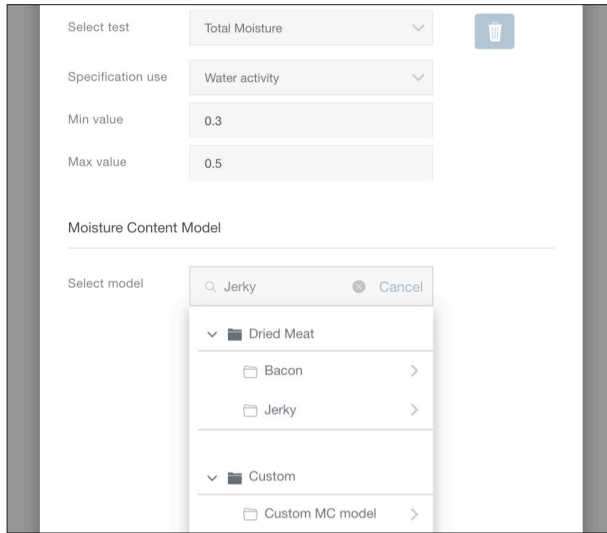 Select test Total Moisture
Specification use Water activity
Min value 0.3
Max value 0.5
Moisture Content Model
Select model Jerky Cancel
Dried Meat
Bacon
Jerky
Custom
Custom MC model